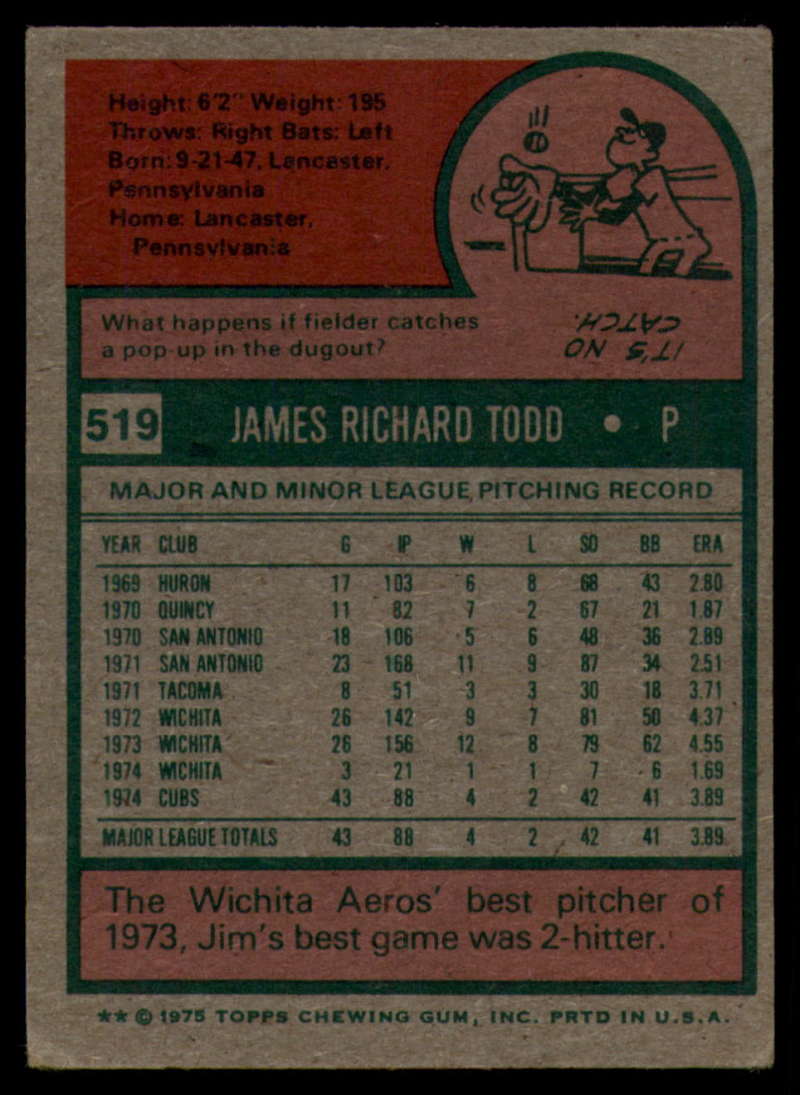 Height: 6'2" Weight: 195
Throws: Right Bats: Left
Born: 9-21-47, Lancaster,
Pennsylvania
Home: Lancaster,
Pennsylvania
What happens if fielder catches
a pop-up in the dugout?
IT'S NO
CATCH.
519 JAMES RICHARD TODD • P
MAJOR AND MINOR LEAGUE PITCHING RECORD
YEAR CLUB G IP W L SO BB ERA
1969 HURON 17 103 6 8 68 43 2.80
1970 QUINCY 11 82 7 2 67 21 1.87
1970 SAN ANTONIO 18 106 5 6 48 36 2.89
1971 SAN ANTONIO 23 168 11 9 87 34 2.51
1971 TACOMA 8 51 3 3 30 18 3.71
1972 WICHITA 26 142 9 7 81 50 4.37
1973 WICHITA 26 156 12 8 79 62 4.55
1974 WICHITA 3 21 1 1 7 6 1.69
1974 CUBS 43 88 4 2 42 41 3.89
MAJOR LEAGUE TOTALS 43 88 4 2 42 41 3.89
The Wichita Aeros' best pitcher of
1973, Jim's best game was 2-hitter.
** © 1975 TOPPS CHEWING GUM, INC. PRTD IN U.S.A.